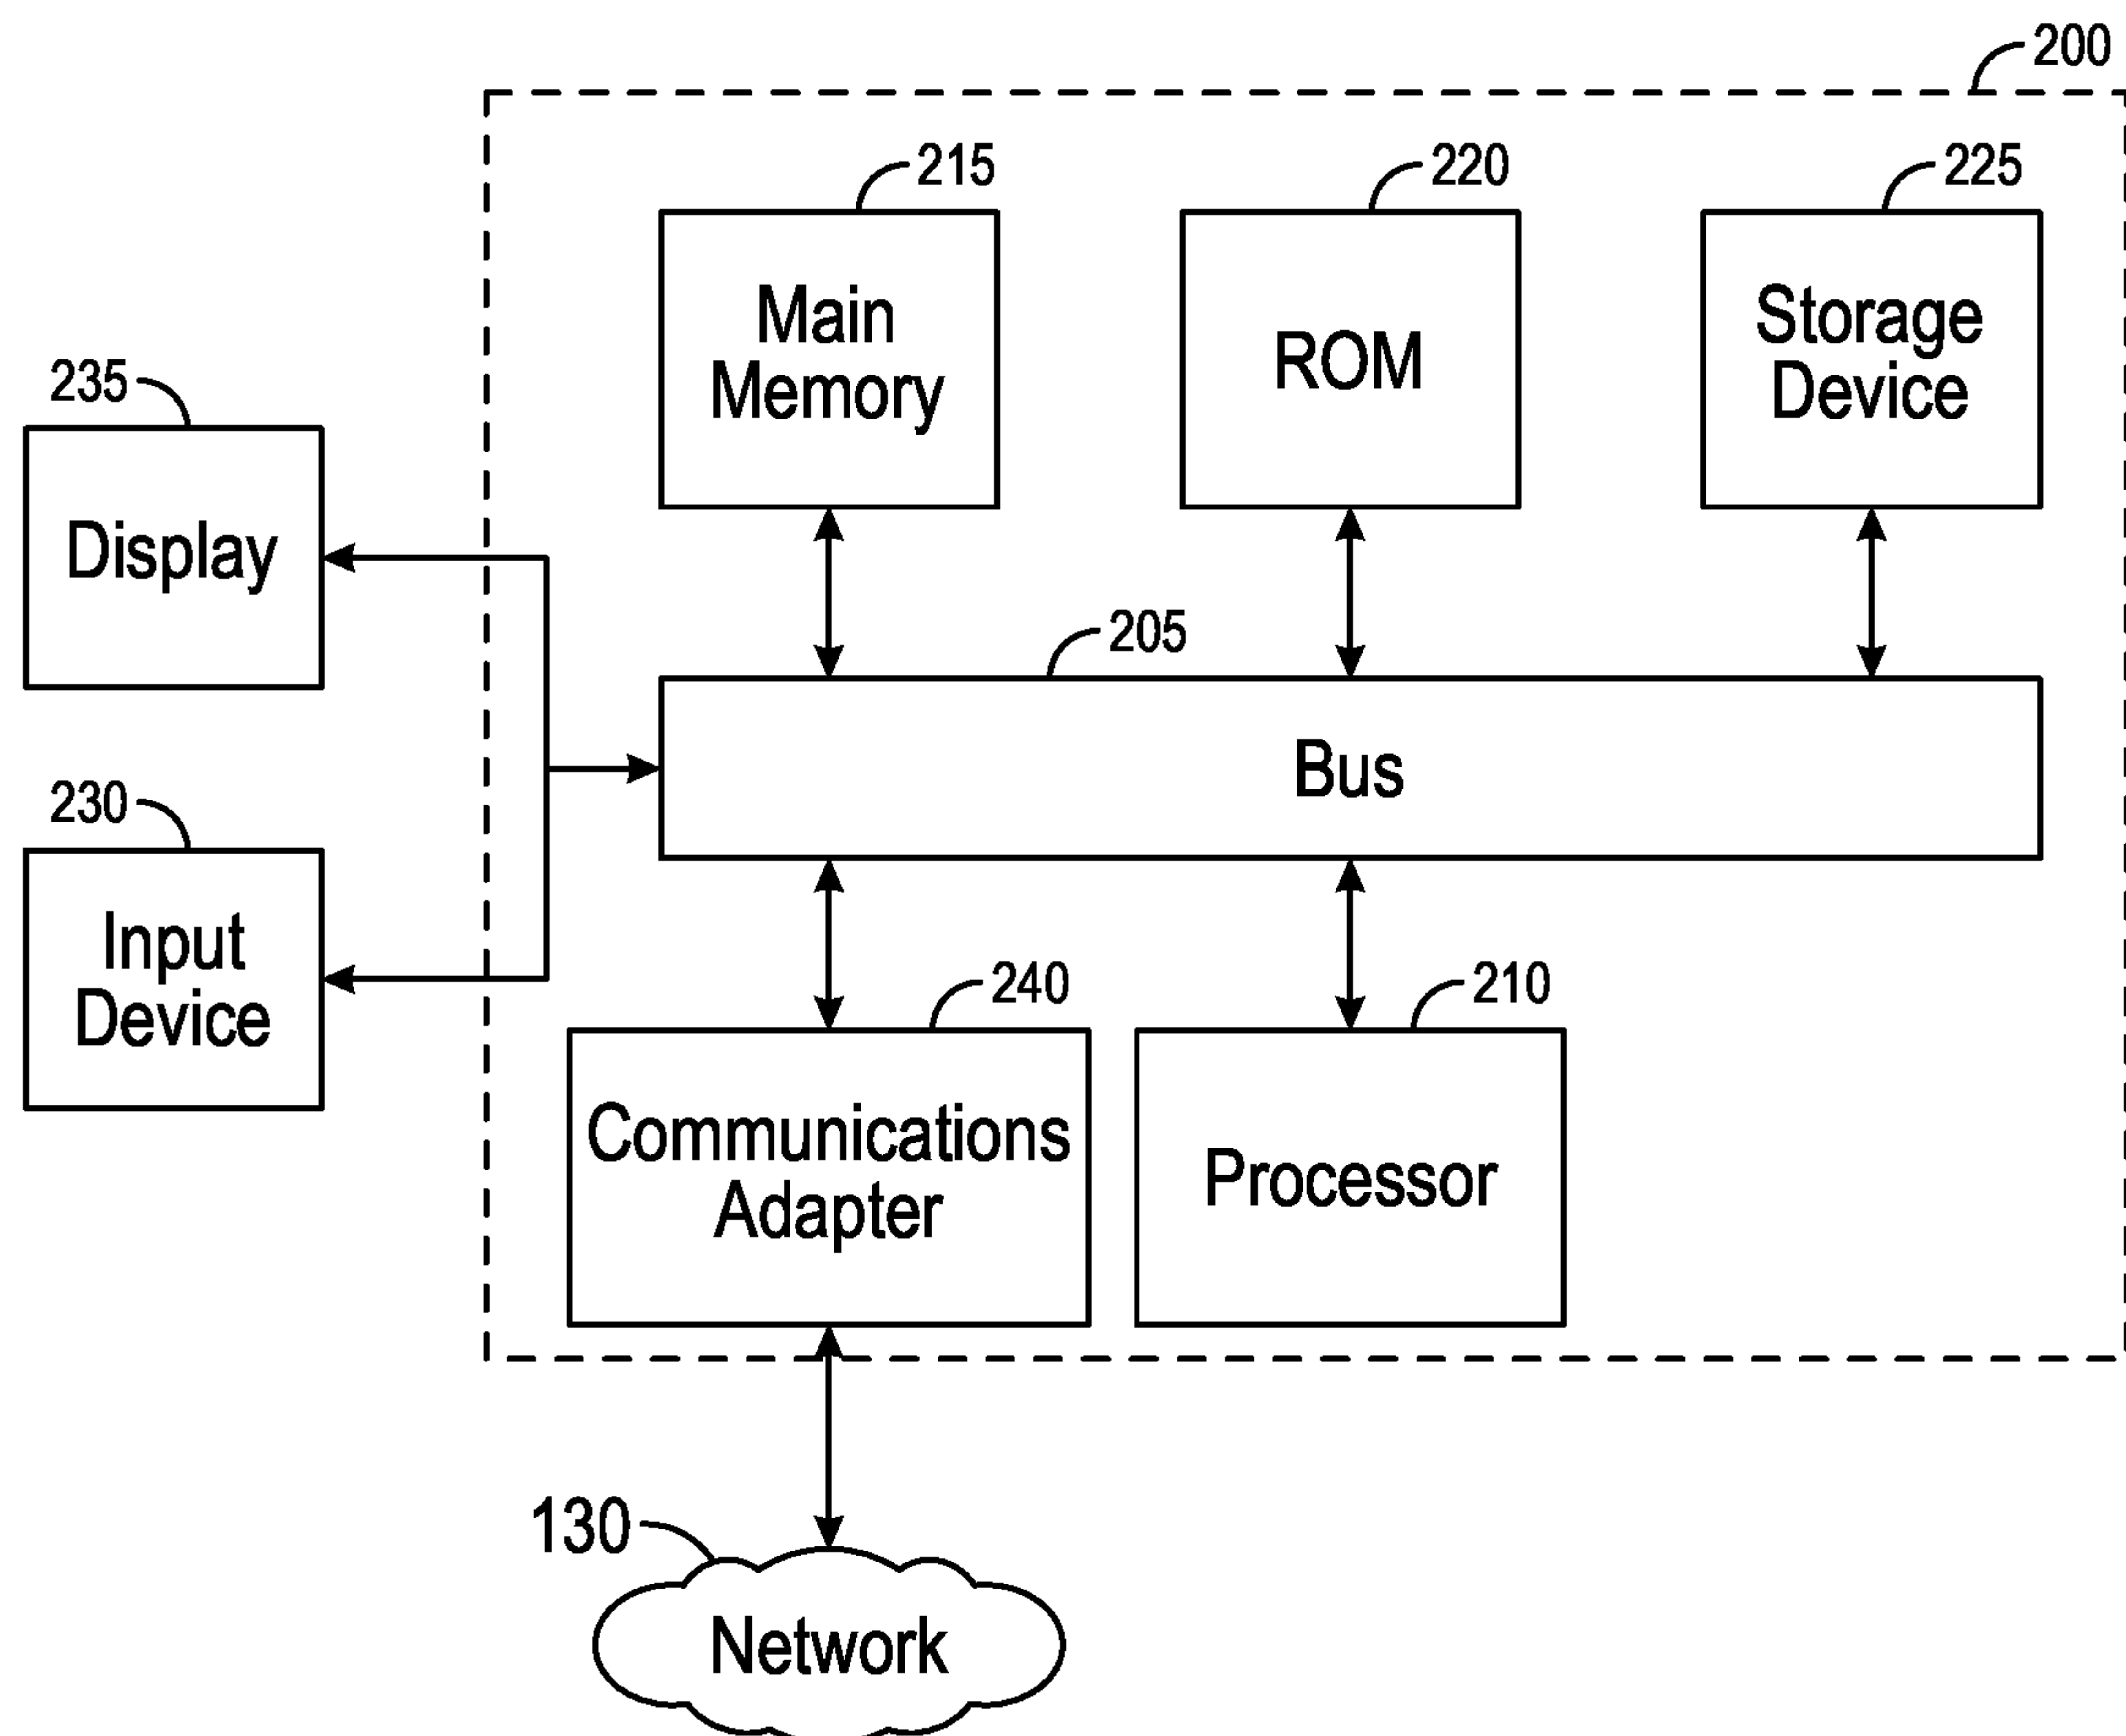 200
215
220
225
Main
Memory
ROM
Storage
Device
235
Display
205
Bus
230
Input
Device
240
210
Communications
Adapter
Processor
130
Network